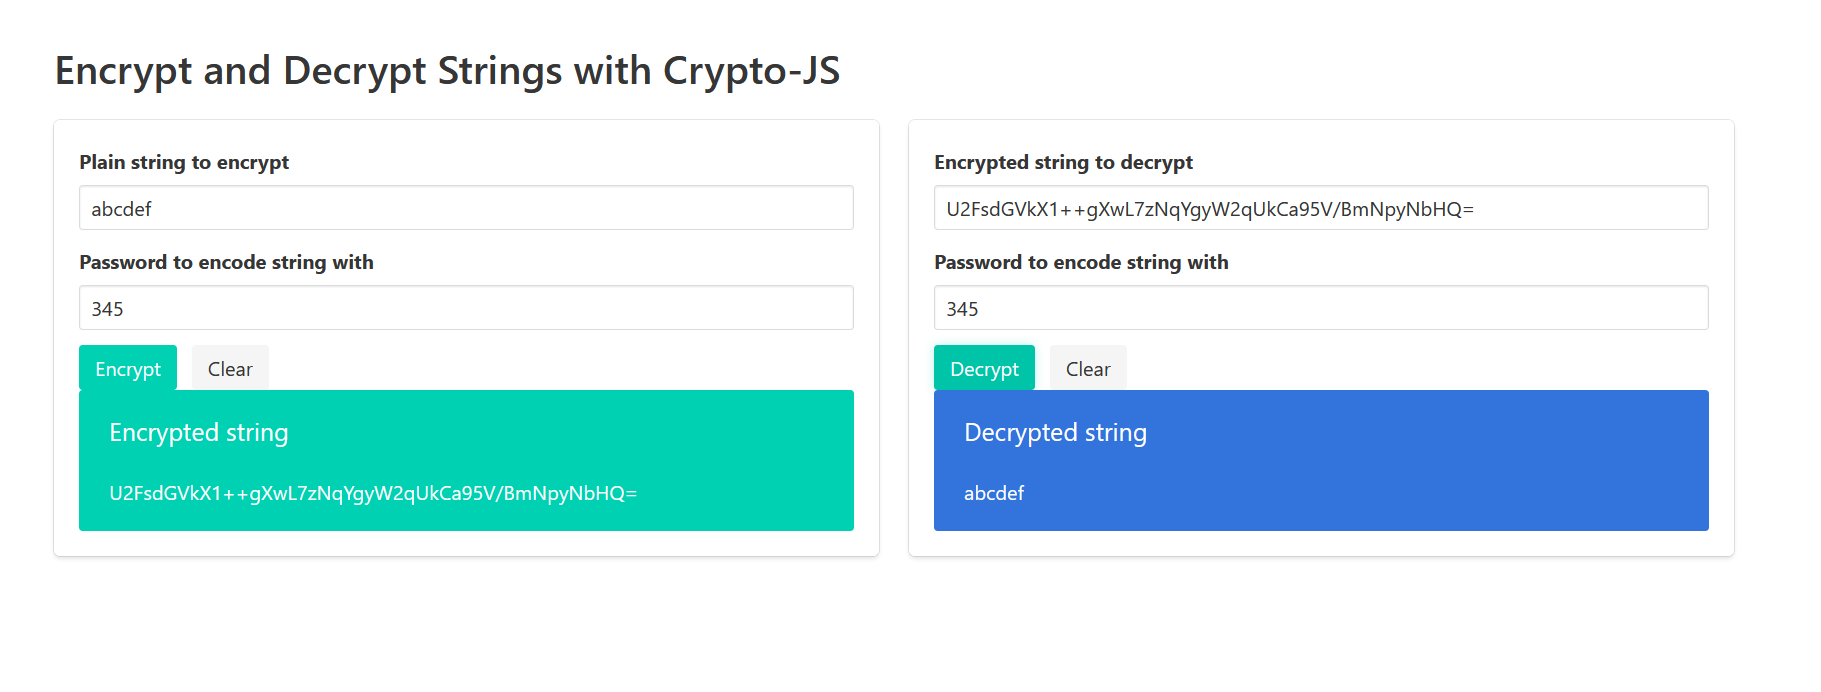 Encrypt and Decrypt Strings with Crypto-JS
Plain string to encrypt
abcdef
Password to encode string with
345
Encrypt
Clear
Encrypted string
U2FsdGVkX1++gXwL7zNqYgyW2qUkCa95V/BmNpyNbHQ=
Encrypted string to decrypt
U2FsdGVkX1++gXwL7zNqYgyW2qUkCa95V/BmNpyNbHQ=
Password to encode string with
345
Decrypt
Clear
Decrypted string
abcdef